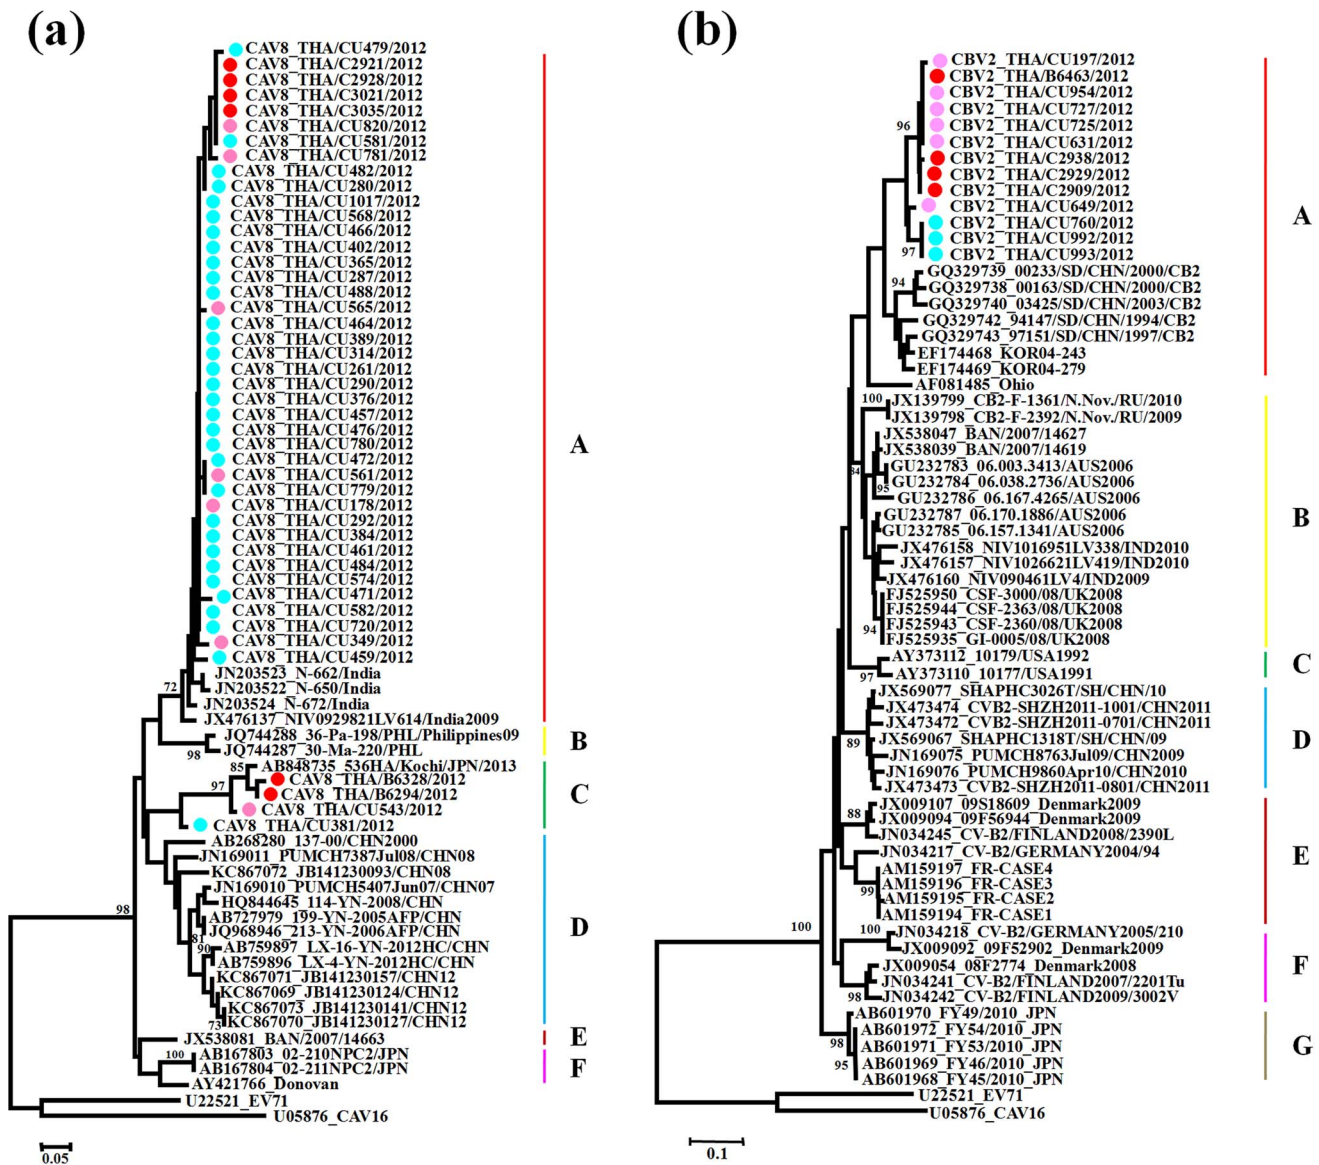 (a)
CAV8_THA/CU479/2012
CAV8_THA/C2921/2012
CAV8_THA/C2928/2012
CAV8_THA/C3021/2012
CAV8_THA/C3035/2012
CAV8_THA/CU820/2012
CAV8_THA/CU581/2012
CAV8_THA/CU781/2012
CAV8_THA/CU482/2012
CAV8_THA/CU280/2012
CAV8_THA/CU1017/2012
CAV8_THA/CU568/2012
CAV8_THA/CU466/2012
CAV8_THA/CU402/2012
CAV8_THA/CU365/2012
CAV8_THA/CU287/2012
CAV8_THA/CU488/2012
CAV8_THA/CU565/2012
CAV8_THA/CU464/2012
CAV8_THA/CU389/2012
CAV8_THA/CU314/2012
CAV8_THA/CU261/2012
CAV8_THA/CU290/2012
CAV8_THA/CU376/2012
CAV8_THA/CU457/2012
CAV8_THA/CU476/2012
CAV8_THA/CU780/2012
CAV8_THA/CU472/2012
CAV8_THA/CU561/2012
CAV8_THA/CU779/2012
CAV8_THA/CU178/2012
CAV8_THA/CU292/2012
CAV8_THA/CU384/2012
CAV8_THA/CU461/2012
CAV8_THA/CU484/2012
CAV8_THA/CU574/2012
CAV8_THA/CU471/2012
CAV8_THA/CU582/2012
CAV8_THA/CU720/2012
CAV8_THA/CU349/2012
CAV8_THA/CU459/2012
JN203523_N-662/India
JN203522_N-650/India
JN203524_N-672/India
JX476137_NIV0929821LV614/India2009
JQ744288_36-Pa-198/PHL/Philippines09
JQ744287_30-Ma-220/PHL
AB848735_536HA/Kochi/JPN/2013
CAV8_THA/B6328/2012
CAV8_THA/B6294/2012
CAV8_THA/CU543/2012
CAV8_THA/CU381/2012
AB268280_137-00/CHN2000
JN169011_PUMCH7387Jul08/CHN08
KC867072_JB141230093/CHN08
JN169010_PUMCH5407Jun07/CHN07
HQ844645_114-YN-2008/CHN
AB727979_199-YN-2005AFP/CHN
JQ968946_213-YN-2006AFP/CHN
AB759897_LX-16-YN-2012HC/CHN
AB759896_LX-4-YN-2012HC/CHN
KC867071_JB141230157/CHN12
KC867069_JB141230124/CHN12
KC867073_JB141230141/CHN12
KC867070_JB141230127/CHN12
JX538081_BAN/2007/14663
AB167803_02-210NPC2/JPN
AB167804_02-211NPC2/JPN
AY421766_Donovan
U22521_EV71
U05876_CAV16
72
98
85
97
98
81
90
73
100
A
B
C
D
E
F
0.05
(b)
CBV2_THA/CU197/2012
CBV2_THA/B6463/2012
CBV2_THA/CU954/2012
CBV2_THA/CU727/2012
CBV2_THA/CU725/2012
CBV2_THA/CU631/2012
CBV2_THA/C2938/2012
CBV2_THA/C2929/2012
CBV2_THA/C2909/2012
CBV2_THA/CU649/2012
CBV2_THA/CU760/2012
CBV2_THA/CU992/2012
CBV2_THA/CU993/2012
GQ329739_00233/SD/CHN/2000/CB2
GQ329738_00163/SD/CHN/2000/CB2
GQ329740_03425/SD/CHN/2003/CB2
GQ329742_94147/SD/CHN/1994/CB2
GQ329743_97151/SD/CHN/1997/CB2
EF174468_KOR04-243
EF174469_KOR04-279
AF081485_Ohio
JX139799_CB2-F-1361/N.Nov./RU/2010
JX139798_CB2-F-2392/N.Nov./RU/2009
JX538047_BAN/2007/14627
JX538039_BAN/2007/14619
GU232783_06.003.3413/AUS2006
GU232784_06.038.2736/AUS2006
GU232786_06.167.4265/AUS2006
GU232787_06.170.1886/AUS2006
GU232785_06.157.1341/AUS2006
JX476158_NIV1016951LV338/IND2010
JX476157_NIV1026621LV419/IND2010
JX476160_NIV090461LV4/IND2009
FJ525950_CSF-3000/08/UK2008
FJ525944_CSF-2363/08/UK2008
FJ525943_CSF-2360/08/UK2008
FJ525935_GI-0005/08/UK2008
AY373112_10179/USA1992
AY373110_10177/USA1991
JX569077_SHAPHC3026T/SH/CHN/10
JX473474_CVB2-SHZH2011-1001/CHN2011
JX473472_CVB2-SHZH2011-0701/CHN2011
JX569067_SHAPHC1318T/SH/CHN/09
JN169075_PUMCH8763Jul09/CHN2009
JN169076_PUMCH9860Apr10/CHN2010
JX473473_CVB2-SHZH2011-0801/CHN2011
JX009107_09S18609_Denmark2009
JX009094_09F56944_Denmark2009
JN034245_CV-B2/FINLAND2008/2390L
JN034217_CV-B2/GERMANY2004/94
AM159197_FR-CASE4
AM159196_FR-CASE3
AM159195_FR-CASE2
AM159194_FR-CASE1
JN034218_CV-B2/GERMANY2005/210
JX009092_09F52902_Denmark2009
JX009054_08F2774_Denmark2008
JN034241_CV-B2/FINLAND2007/2201Tu
JN034242_CV-B2/FINLAND2009/3002V
AB601970_FY49/2010_JPN
AB601972_FY54/2010_JPN
AB601971_FY53/2010_JPN
AB601969_FY46/2010_JPN
AB601968_FY45/2010_JPN
U22521_EV71
U05876_CAV16
96
97
94
100
84
95
94
97
89
88
99
100
100
98
98
95
A
B
C
D
E
F
G
0.1